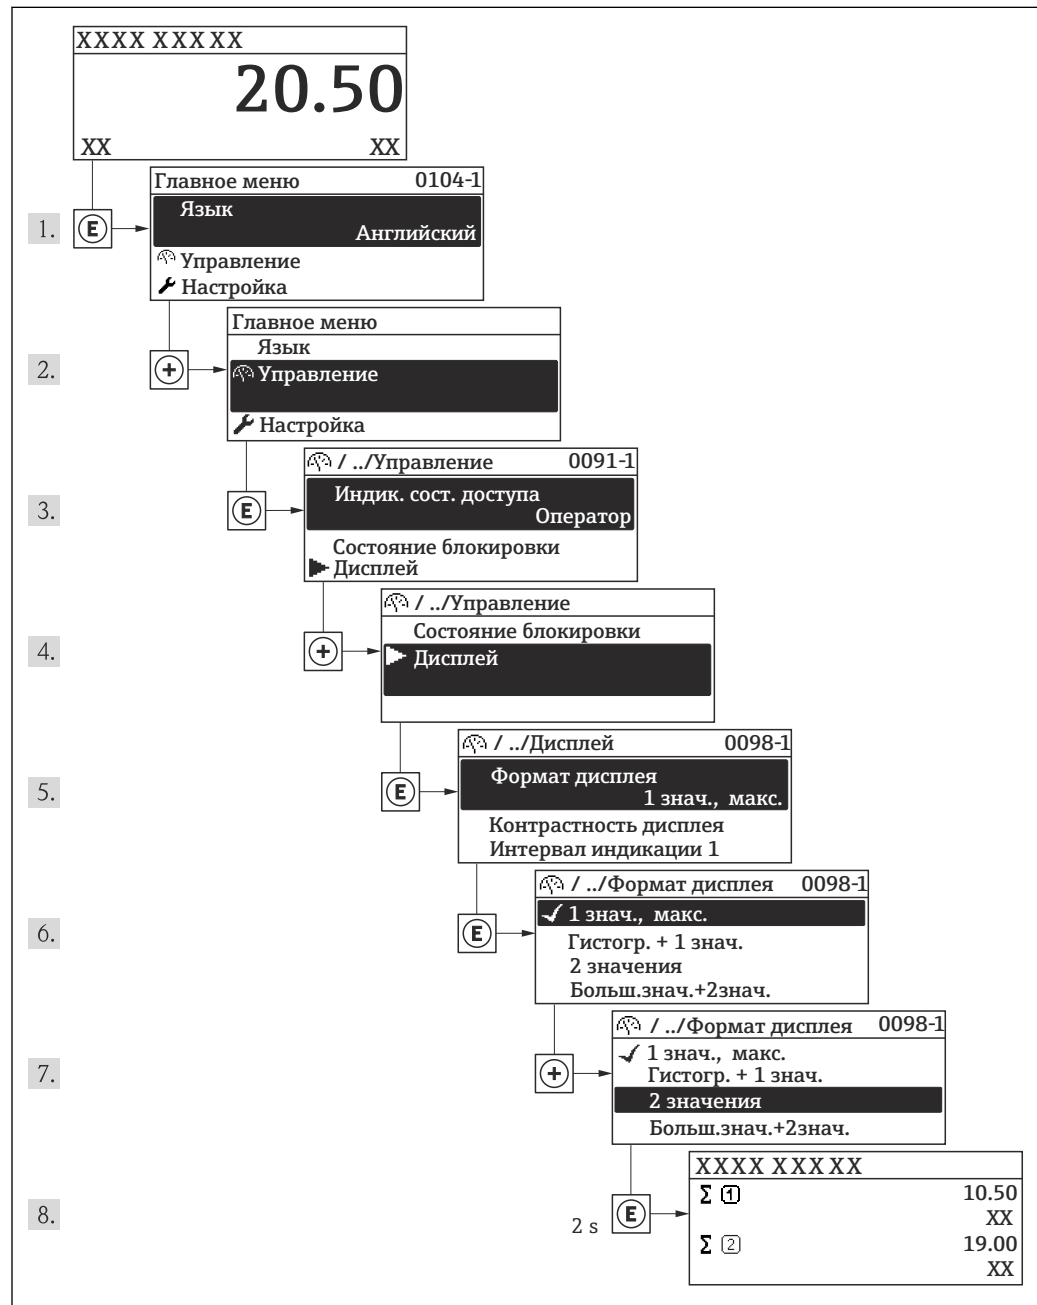 XXXX XXXXX
20.50
XX XX
Главное меню 0104-1
1. E Язык
Английский
Управление
Настройка
Главное меню
Язык
2. + Управление
Настройка
/ ../Управление 0091-1
3. E Индик. сост. доступа
Оператор
Состояние блокировки
Дисплей
/ ../Управление
Состояние блокировки
4. + Дисплей
/ ../Дисплей 0098-1
5. E Формат дисплея
1 знач., макс.
Контрастность дисплея
Интервал индикации 1
/ ../Формат дисплея 0098-1
6. E 1 знач., макс.
Гистогр. + 1 знач.
2 значения
Больш.знач.+2знач.
/ ../Формат дисплея 0098-1
7. + 1 знач., макс.
Гистогр. + 1 знач.
2 значения
Больш.знач.+2знач.
XXXX XXXXX
8. 2 s E Σ 1 10.50
XX
Σ 2 19.00
XX